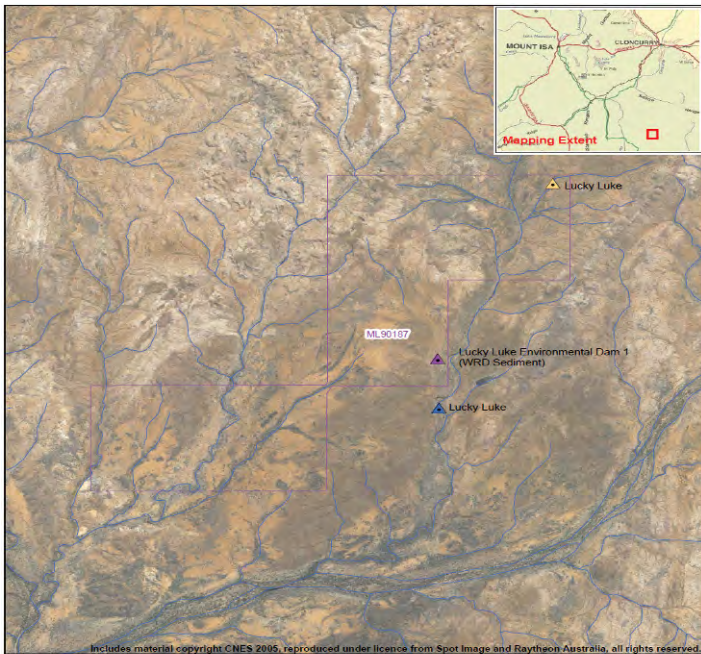 MOUNT ISA
CLONCURRY
Mapping Extent
Lucky Luke
ML90187
Lucky Luke Environmental Dam 1
(WRD Sediment)
Lucky Luke
Includes material copyright CNES 2005, reproduced under licence from Spot Image and Raytheon Australia, all rights reserved.